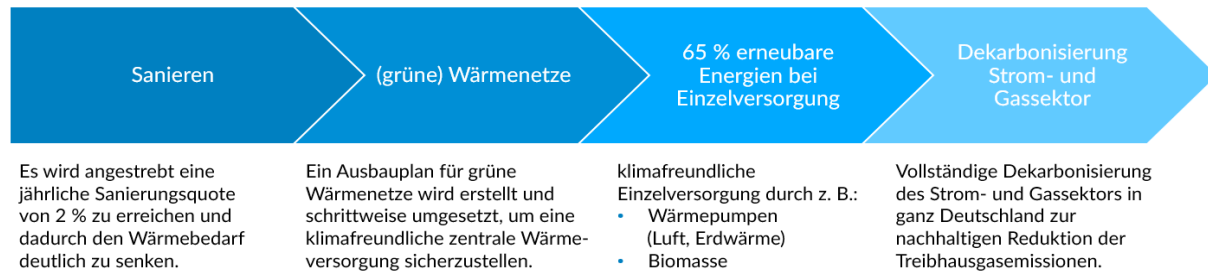 Sanieren
(grüne) Wärmenetze
65 % erneubare
Energien bei
Einzelversorgung
Dekarbonisierung
Strom- und
Gassektor
Es wird angestrebt eine
jährliche Sanierungsquote
von 2 % zu erreichen und
dadurch den Wärmebedarf
deutlich zu senken.
Ein Ausbauplan für grüne
Wärmenetze wird erstellt und
schrittweise umgesetzt, um eine
klimafreundliche zentrale Wärme-
versorgung sicherzustellen.
klimafreundliche
Einzelversorgung durch z. B.:
• Wärmepumpen
(Luft, Erdwärme)
• Biomasse
Vollständige Dekarbonisierung
des Strom- und Gassektors in
ganz Deutschland zur
nachhaltigen Reduktion der
Treibhausgasemissionen.